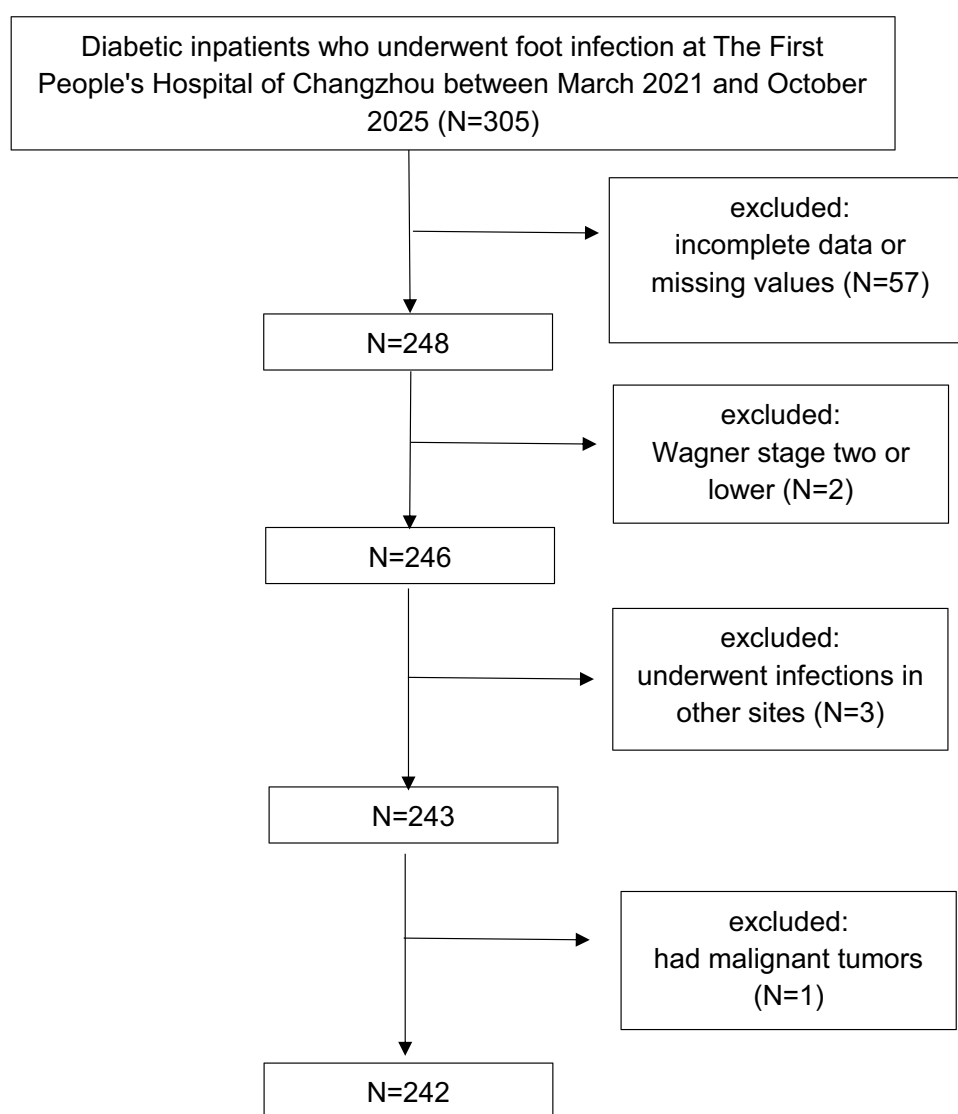 Diabetic inpatients who underwent foot infection at The First
People's Hospital of Changzhou between March 2021 and October
2025 (N=305)
excluded:
incomplete data or
missing values (N=57)
N=248
excluded:
Wagner stage two or
lower (N=2)
N=246
excluded:
underwent infections in
other sites (N=3)
N=243
excluded:
had malignant tumors
(N=1)
N=242